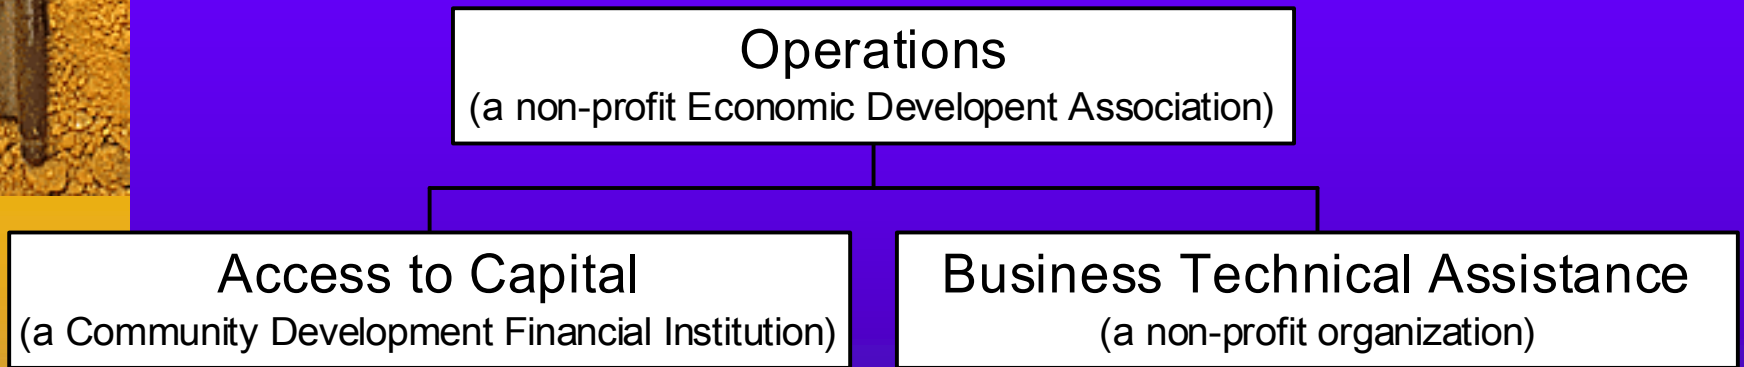 Operations
(a non-profit Economic Developent Association)
Access to Capital
(a Community Development Financial Institution)
Business Technical Assistance
(a non-profit organization)